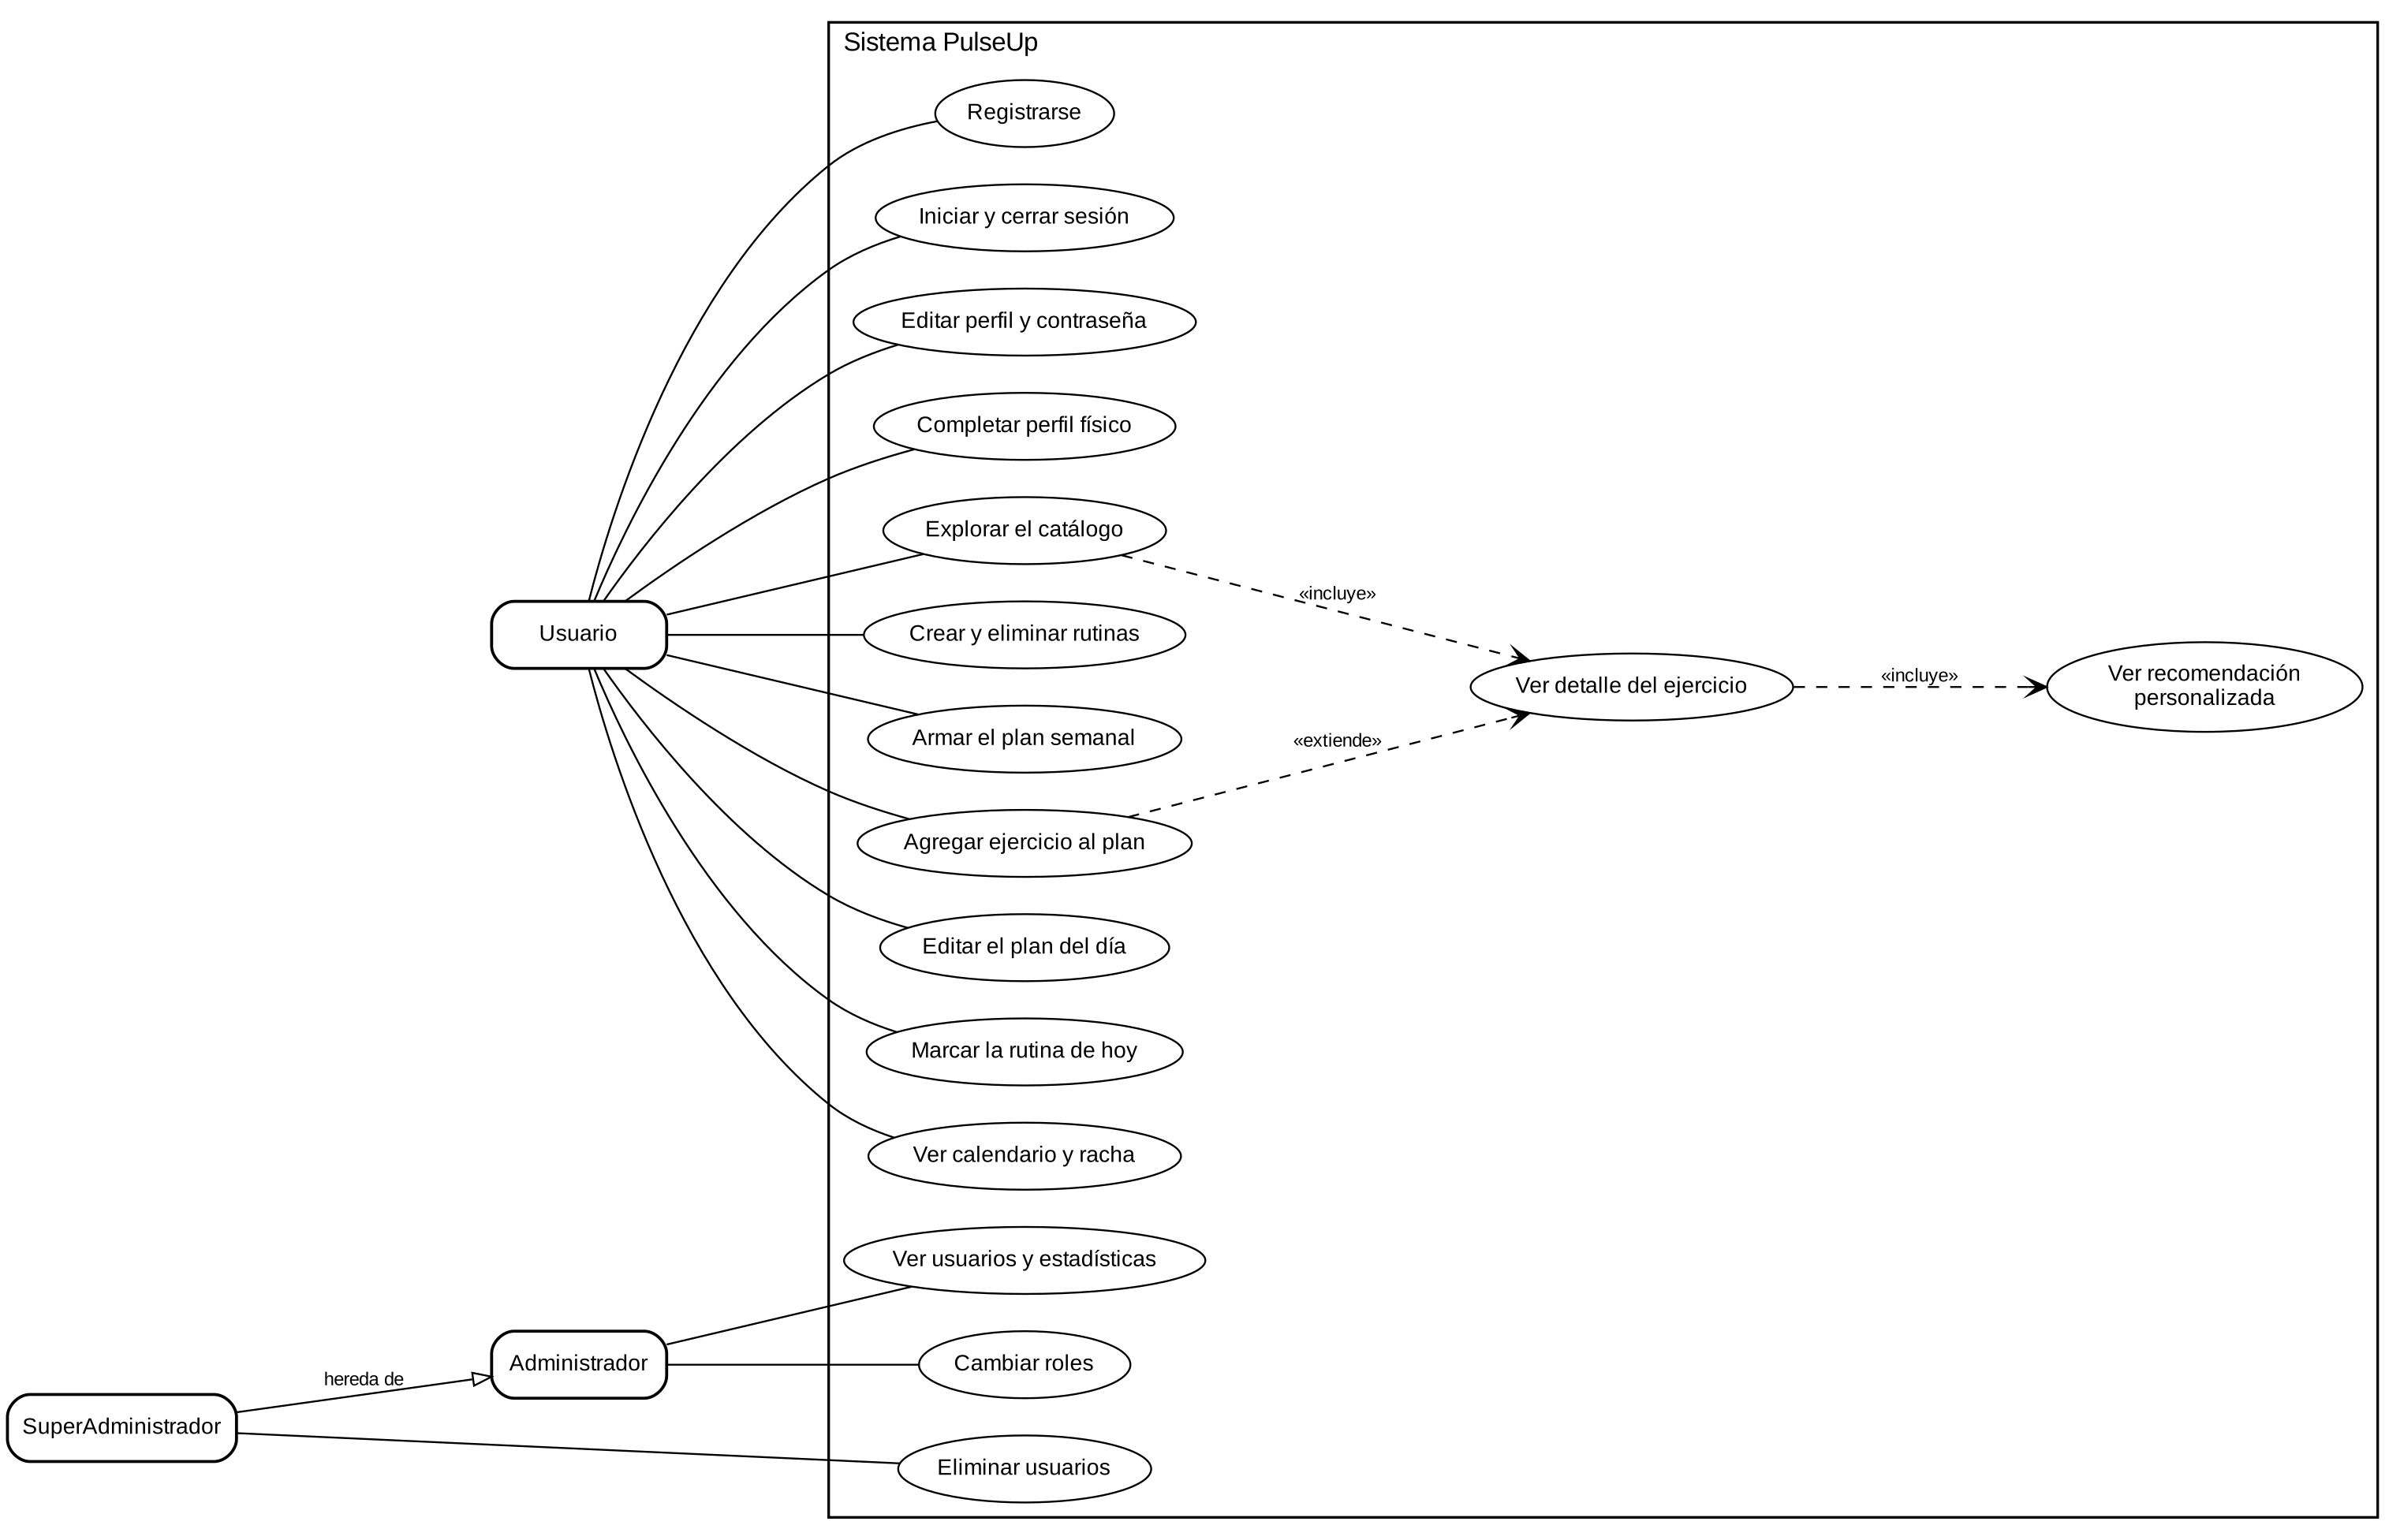 Sistema PulseUp
Registrarse
Iniciar y cerrar sesión
Editar perfil y contraseña
Completar perfil físico
Explorar el catálogo
«incluye»
Usuario
Crear y eliminar rutinas
Ver detalle del ejercicio
«incluye»
Ver recomendación
personalizada
Armar el plan semanal
«extiende»
Agregar ejercicio al plan
Editar el plan del día
Marcar la rutina de hoy
Ver calendario y racha
Ver usuarios y estadísticas
Administrador
Cambiar roles
hereda de
SuperAdministrador
Eliminar usuarios